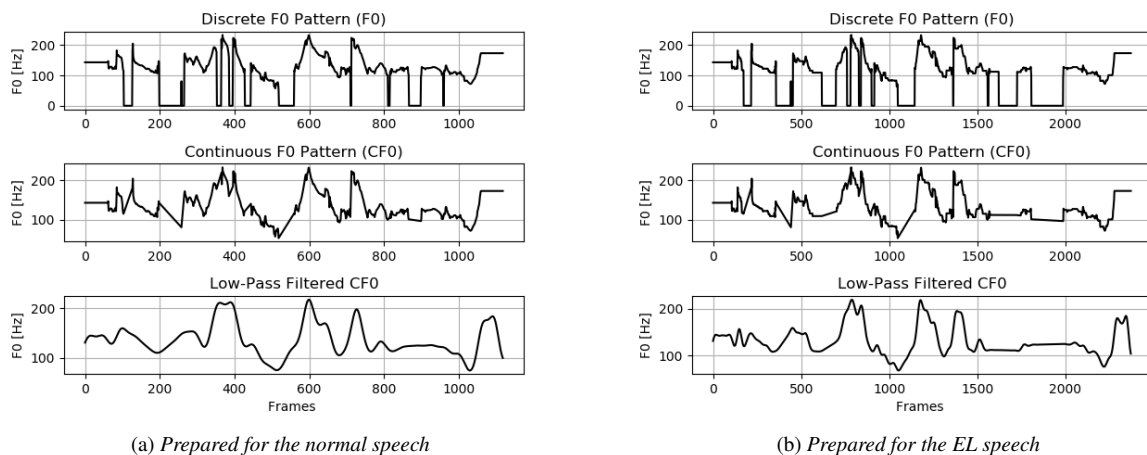 Discrete F0 Pattern (F0)
F0 [Hz]
200
100
0
0 200 400 600 800 1000
Continuous F0 Pattern (CF0)
F0 [Hz]
200
100
0 200 400 600 800 1000
Low-Pass Filtered CF0
F0 [Hz]
200
100
0 200 400 600 800 1000
Frames
(a) Prepared for the normal speech
Discrete F0 Pattern (F0)
F0 [Hz]
200
100
0
0 500 1000 1500 2000
Continuous F0 Pattern (CF0)
F0 [Hz]
200
100
0 500 1000 1500 2000
Low-Pass Filtered CF0
F0 [Hz]
200
100
0 500 1000 1500 2000
Frames
(b) Prepared for the EL speech